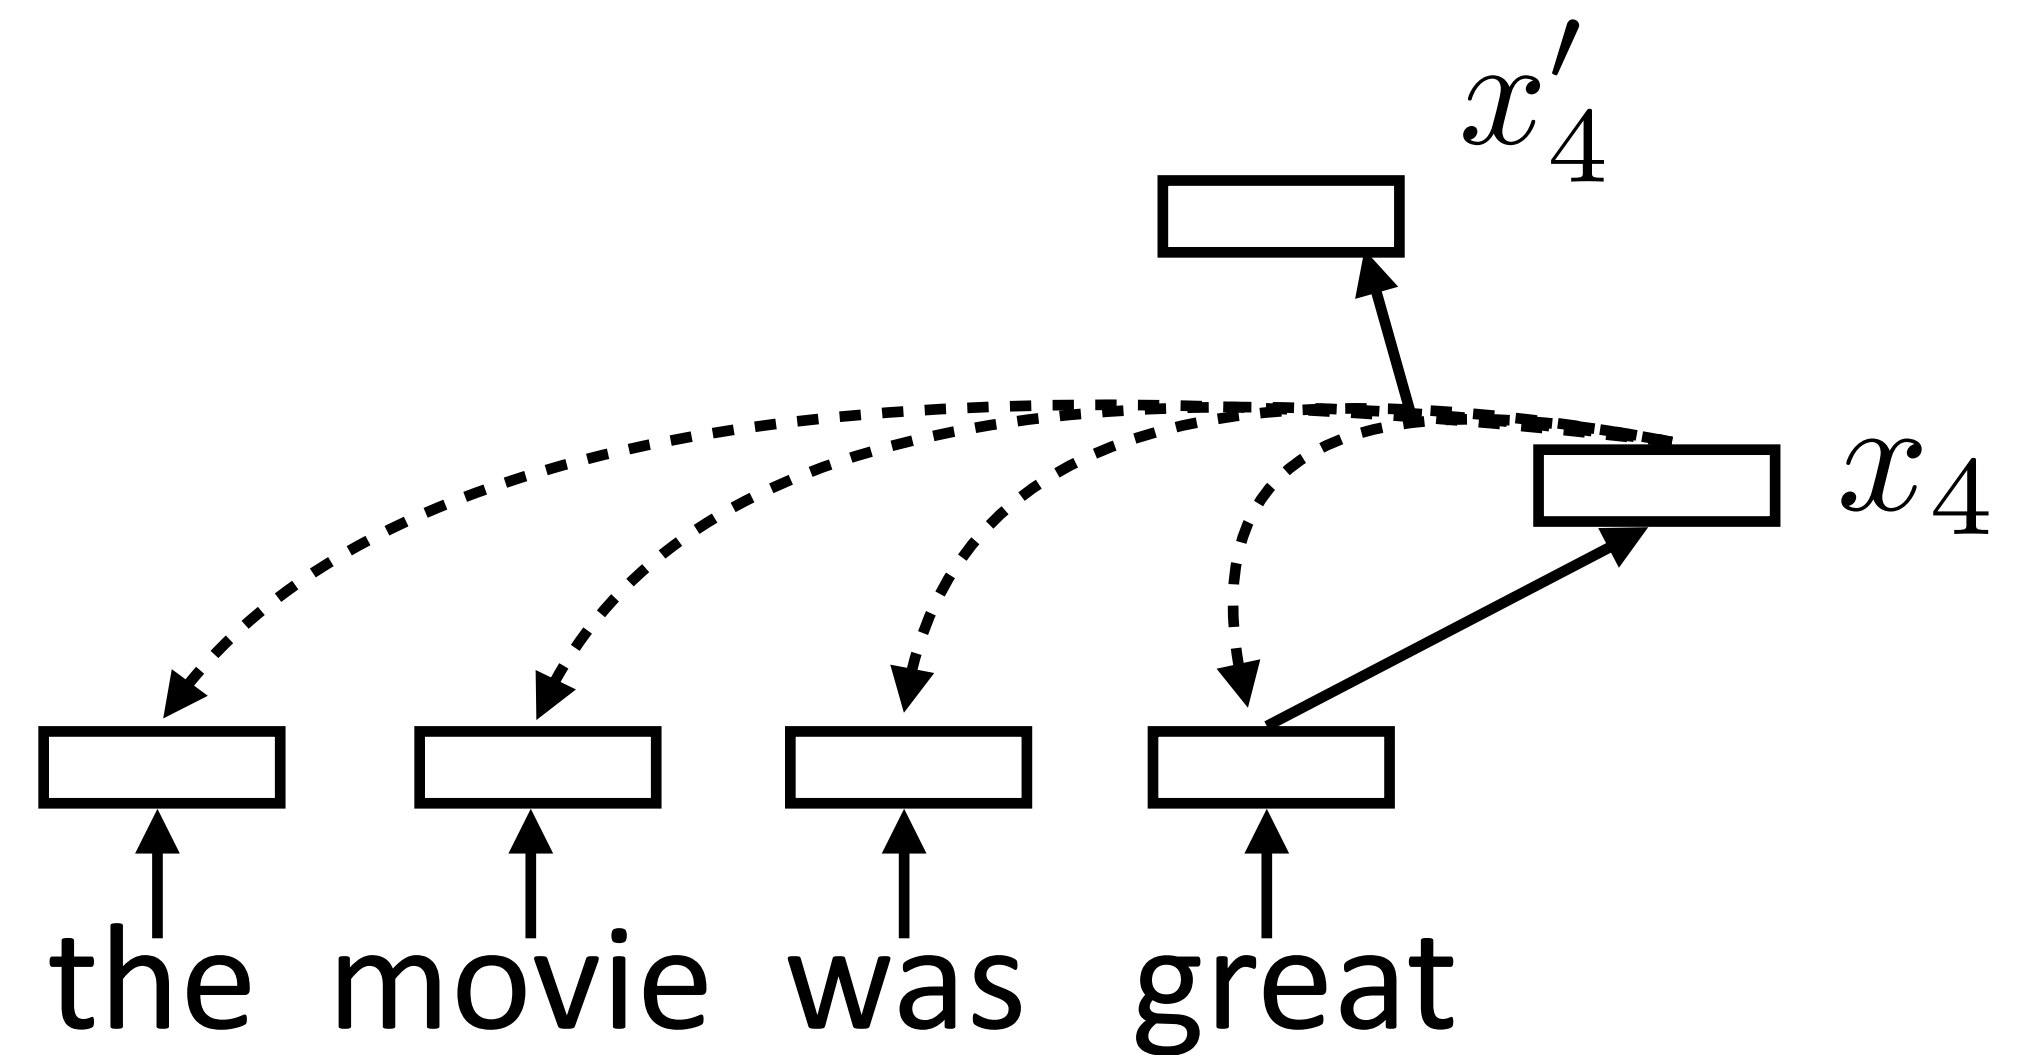 x′₄
x₄
the movie was great